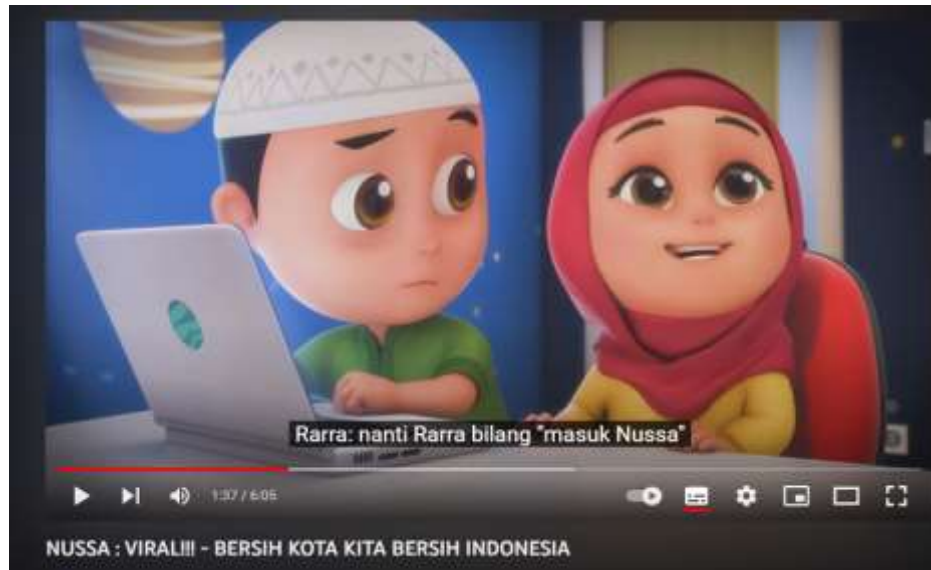 Rarra: nanti Rarra bilang "masuk Nussa"
1:37 / 6:05
NUSSA : VIRAL!!! - BERSIH KOTA KITA BERSIH INDONESIA